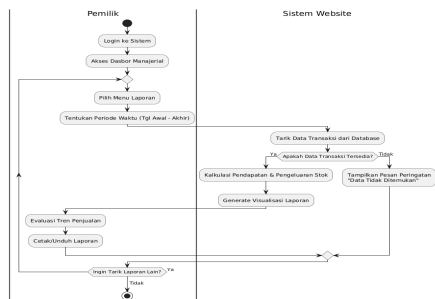 Pemilik
Sistem Website
Login ke Sistem
Akses Dasbor Manajerial
Pilih Menu Laporan
Tentukan Periode Waktu (Tgl Awal - Akhir)
Tarik Data Transaksi dari Database
Apakah Data Transaksi Tersedia?
Ya
Tidak
Kalkulasi Pendapatan & Pengeluaran Stok
Tampilkan Pesan Peringatan
"Data Tidak Ditemukan"
Generate Visualisasi Laporan
Evaluasi Tren Penjualan
Cetak/Unduh Laporan
Ingin Tarik Laporan Lain?
Ya
Tidak